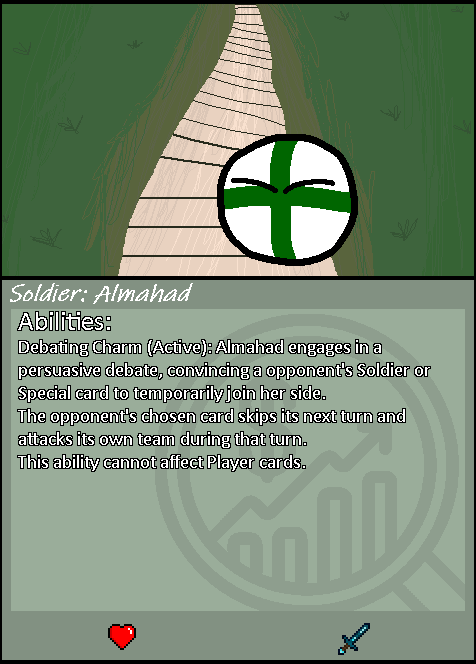 Soldier: Almahad
Abilities:
Debating Charm (Active): Almahad engages in a
persuasive debate, convincing a opponent's Soldier or
Special card to temporarily join her side.
The opponent's chosen card skips its next turn and
attacks its own team during that turn.
This ability cannot affect Player cards.